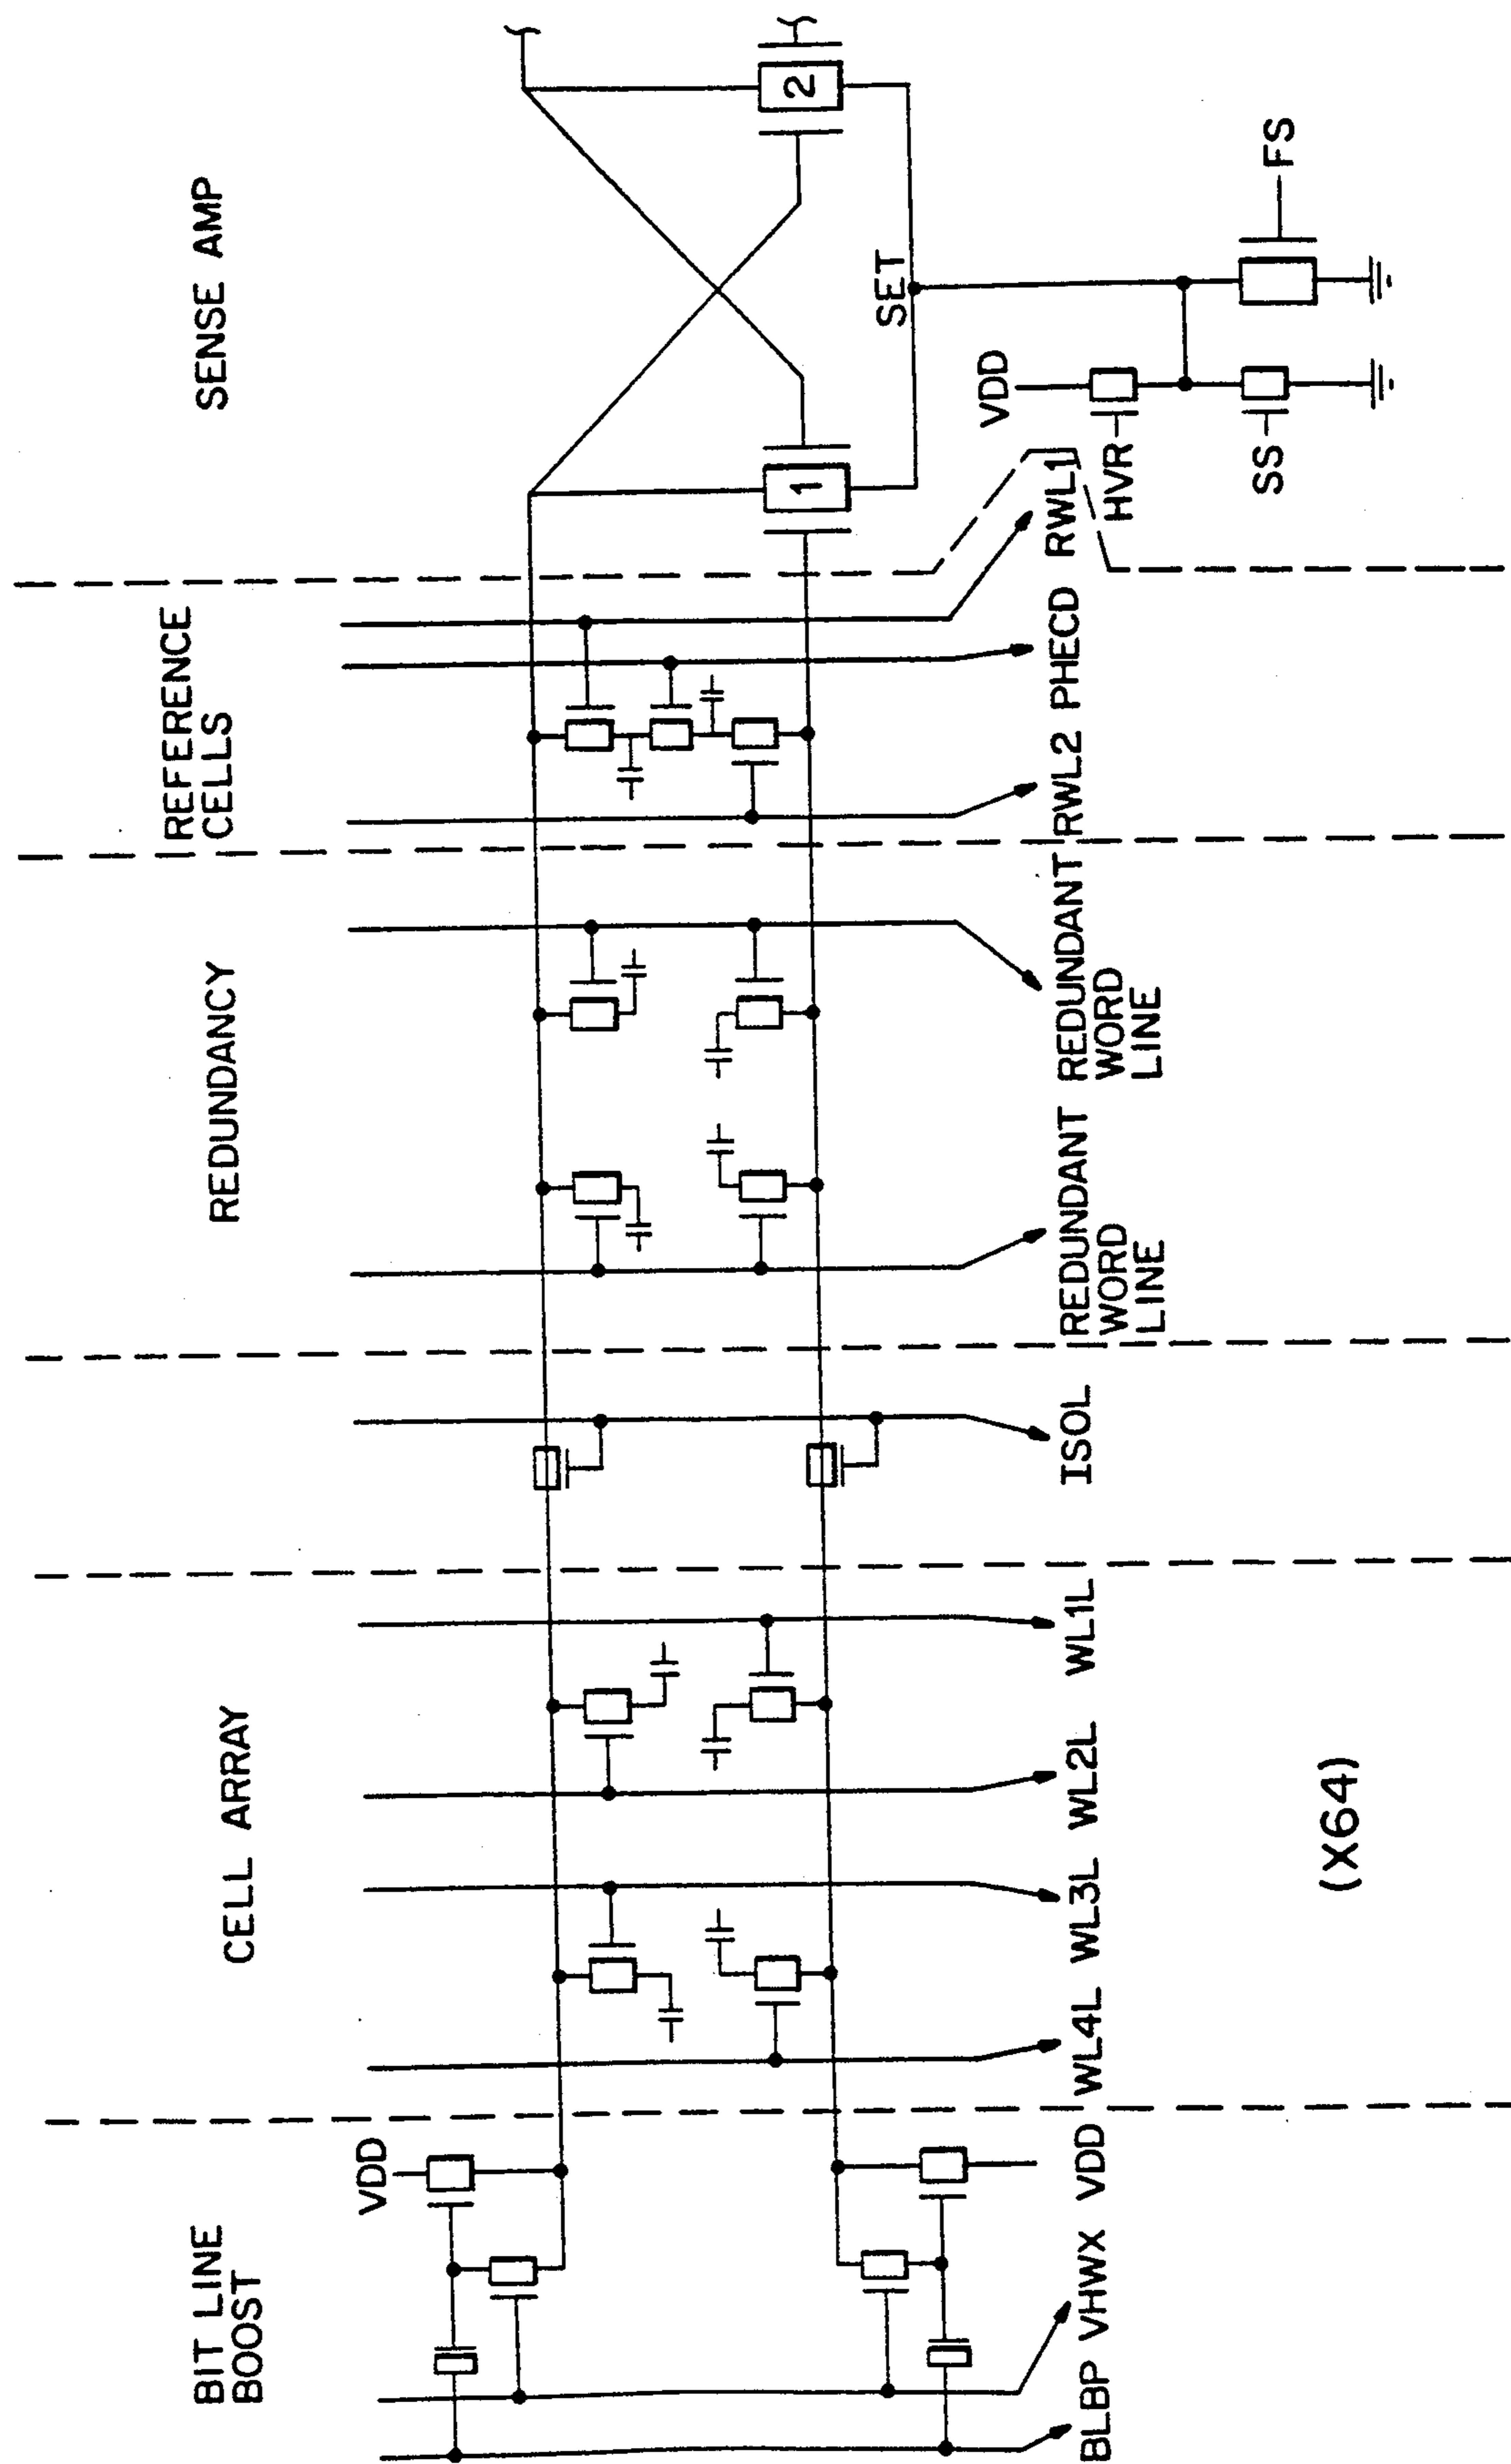 BIT LINE
BOOST
CELL ARRAY
REDUNDANCY
REFERENCE
CELLS
SENSE AMP
VDD
1
2
SET
VDD
HVR
SS
FS
BLBP
VHWX
VDD
WL4L
WL3L
WL2L
WL1L
ISOL
REDUNDANT
WORD
LINE
REDUNDANT
WORD
LINE
RWL2
PHECD
RWL1
(X64)